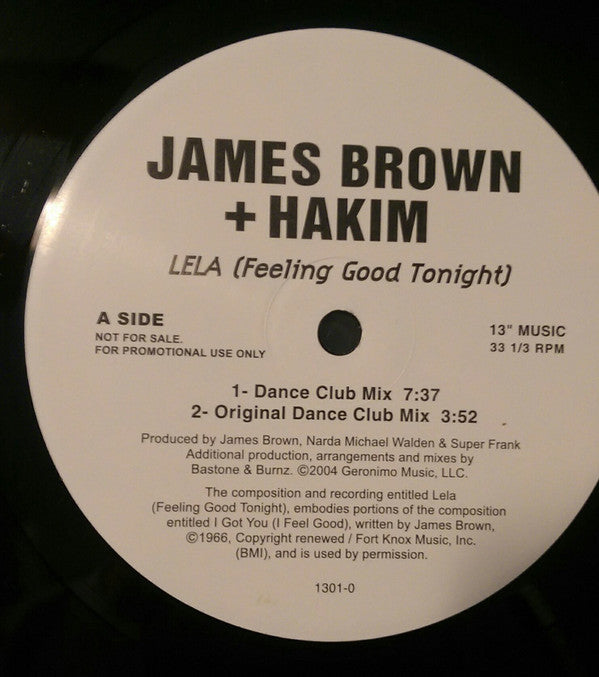 JAMES BROWN
+ HAKIM
LELA (Feeling Good Tonight)
A SIDE
NOT FOR SALE.
FOR PROMOTIONAL USE ONLY
13" MUSIC
33 1/3 RPM
1- Dance Club Mix 7:37
2- Original Dance Club Mix 3:52
Produced by James Brown, Narda Michael Walden & Super Frank
Additional production, arrangements and mixes by
Bastone & Burnz. ©2004 Geronimo Music, LLC.
The composition and recording entitled Lela
(Feeling Good Tonight), embodies portions of the composition
entitled I Got You (I Feel Good), written by James Brown,
©1966, Copyright renewed / Fort Knox Music, Inc.
(BMI), and is used by permission.
1301-0